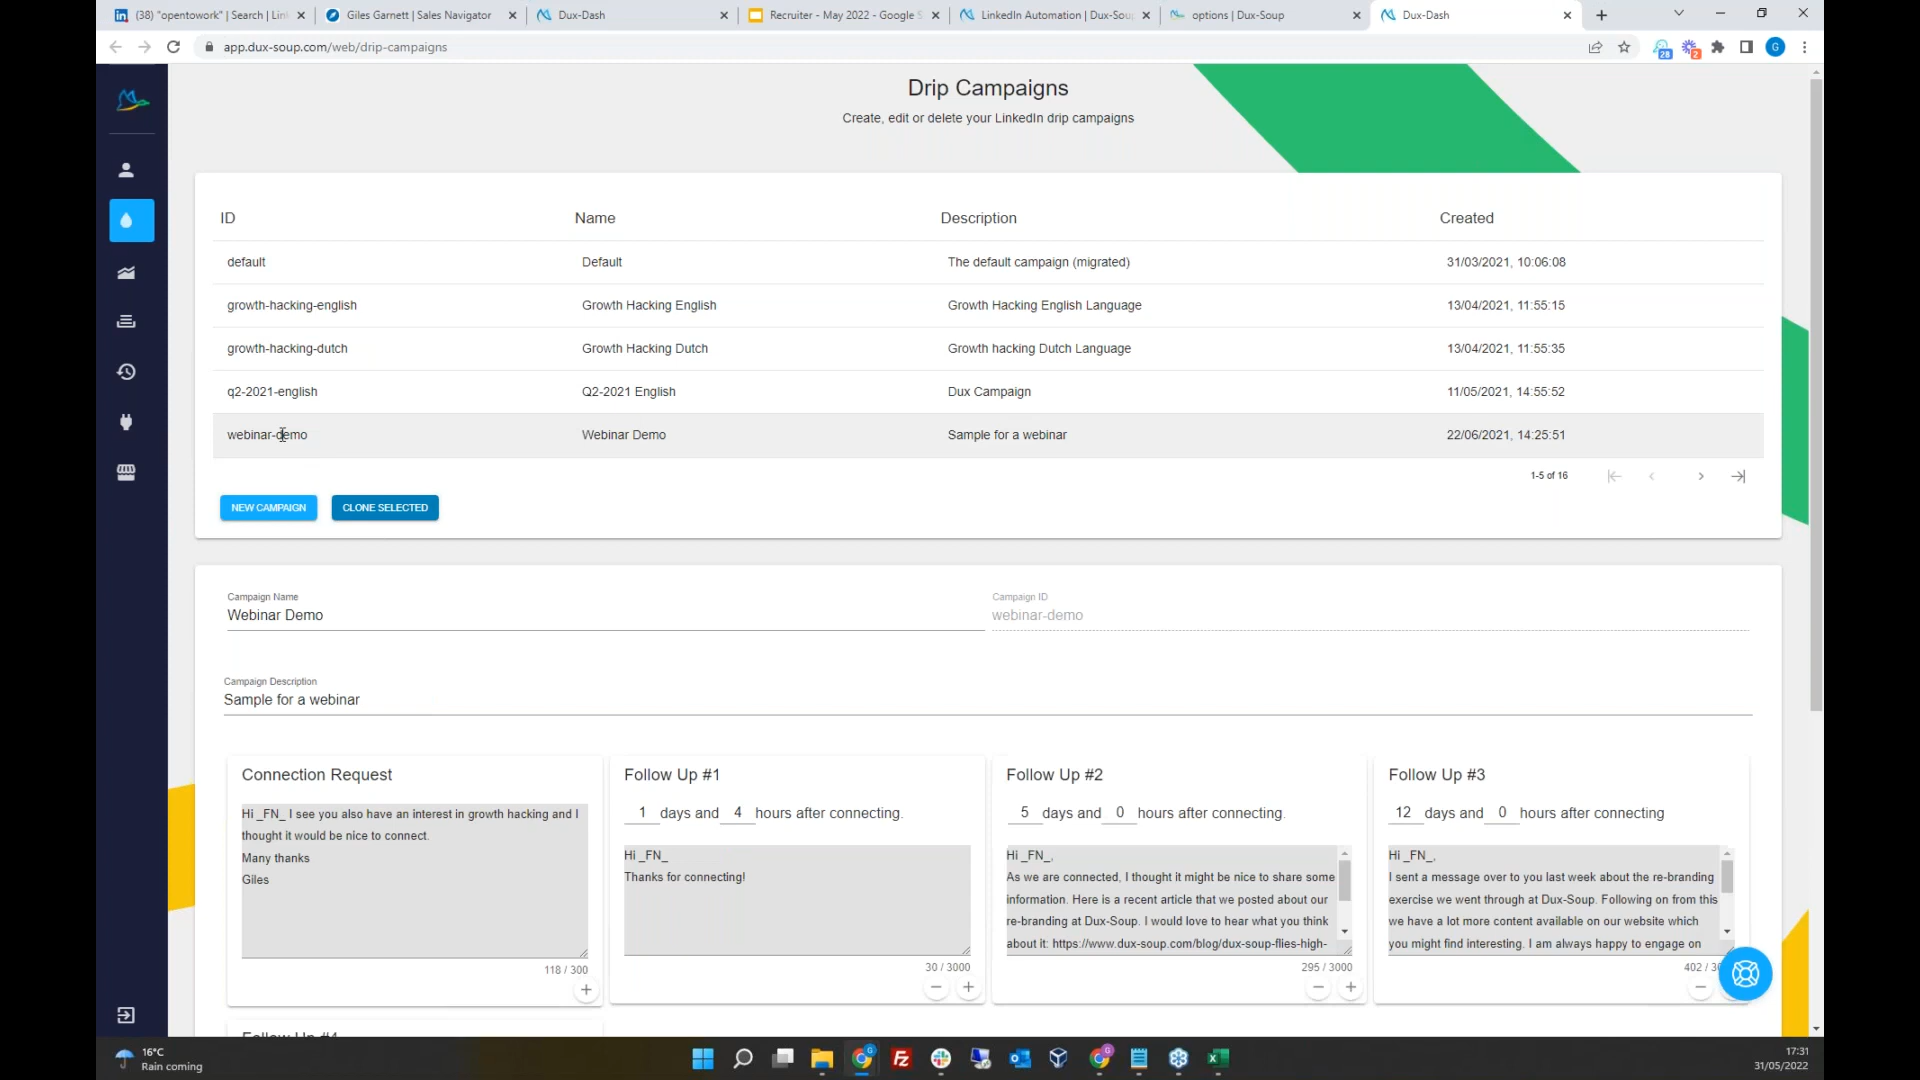 (38) "opentowork" | Search | Lin
Giles Garnett | Sales Navigator
Dux-Dash
Recruiter - May 2022 - Google S
LinkedIn Automation | Dux-Soup
options | Dux-Soup
Dux-Dash
app.dux-soup.com/web/drip-campaigns
28
2
G
Drip Campaigns
Create, edit or delete your LinkedIn drip campaigns
ID Name Description Created
default Default The default campaign (migrated) 31/03/2021, 10:06:08
growth-hacking-english Growth Hacking English Growth Hacking English Language 13/04/2021, 11:55:15
growth-hacking-dutch Growth Hacking Dutch Growth hacking Dutch Language 13/04/2021, 11:55:35
q2-2021-english Q2-2021 English Dux Campaign 11/05/2021, 14:55:52
webinar-demo Webinar Demo Sample for a webinar 22/06/2021, 14:25:51
1-5 of 16
NEW CAMPAIGN CLONE SELECTED
Campaign Name
Webinar Demo
Campaign ID
webinar-demo
Campaign Description
Sample for a webinar
Connection Request
Hi _FN_ I see you also have an interest in growth hacking and I
thought it would be nice to connect.
Many thanks
Giles
118 / 300
Follow Up #1
1 days and 4 hours after connecting.
Hi _FN_
Thanks for connecting!
30 / 3000
Follow Up #2
5 days and 0 hours after connecting.
Hi _FN_,
As we are connected, I thought it might be nice to share some
information. Here is a recent article that we posted about our
re-branding at Dux-Soup. I would love to hear what you think
about it: https://www.dux-soup.com/blog/dux-soup-flies-high-
295 / 3000
Follow Up #3
12 days and 0 hours after connecting
Hi _FN_,
I sent a message over to you last week about the re-branding
exercise we went through at Dux-Soup. Following on from this
we have a lot more content available on our website which
you might find interesting. I am always happy to engage on
402 / 30
Follow Up #4
16°C
Rain coming
17:31
31/05/2022